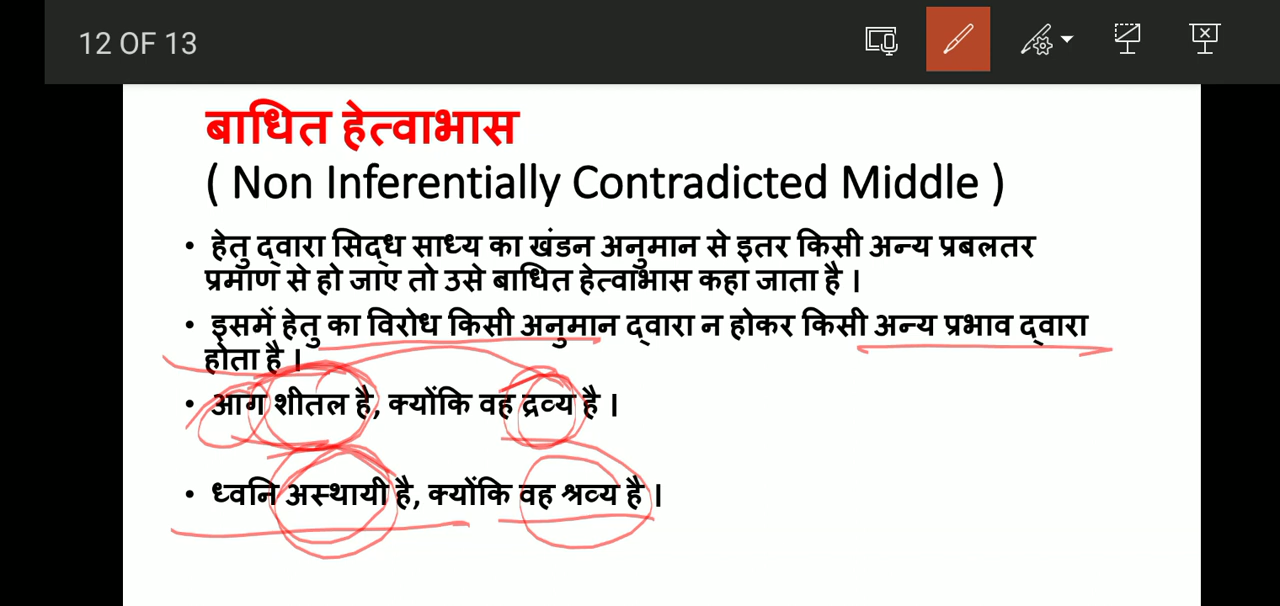 12 OF 13
बाधित हेत्वाभास
( Non Inferentially Contradicted Middle )
• हेतु द्वारा सिद्ध साध्य का खंडन अनुमान से इतर किसी अन्य प्रबलतर
प्रमाण से हो जाए तो उसे बाधित हेत्वाभास कहा जाता है ।
• इसमें हेतु का विरोध किसी अनुमान द्वारा न होकर किसी अन्य प्रभाव द्वारा
होता है ।
• आग शीतल है, क्योंकि वह द्रव्य है ।
• ध्वनि अस्थायी है, क्योंकि वह श्रव्य है ।